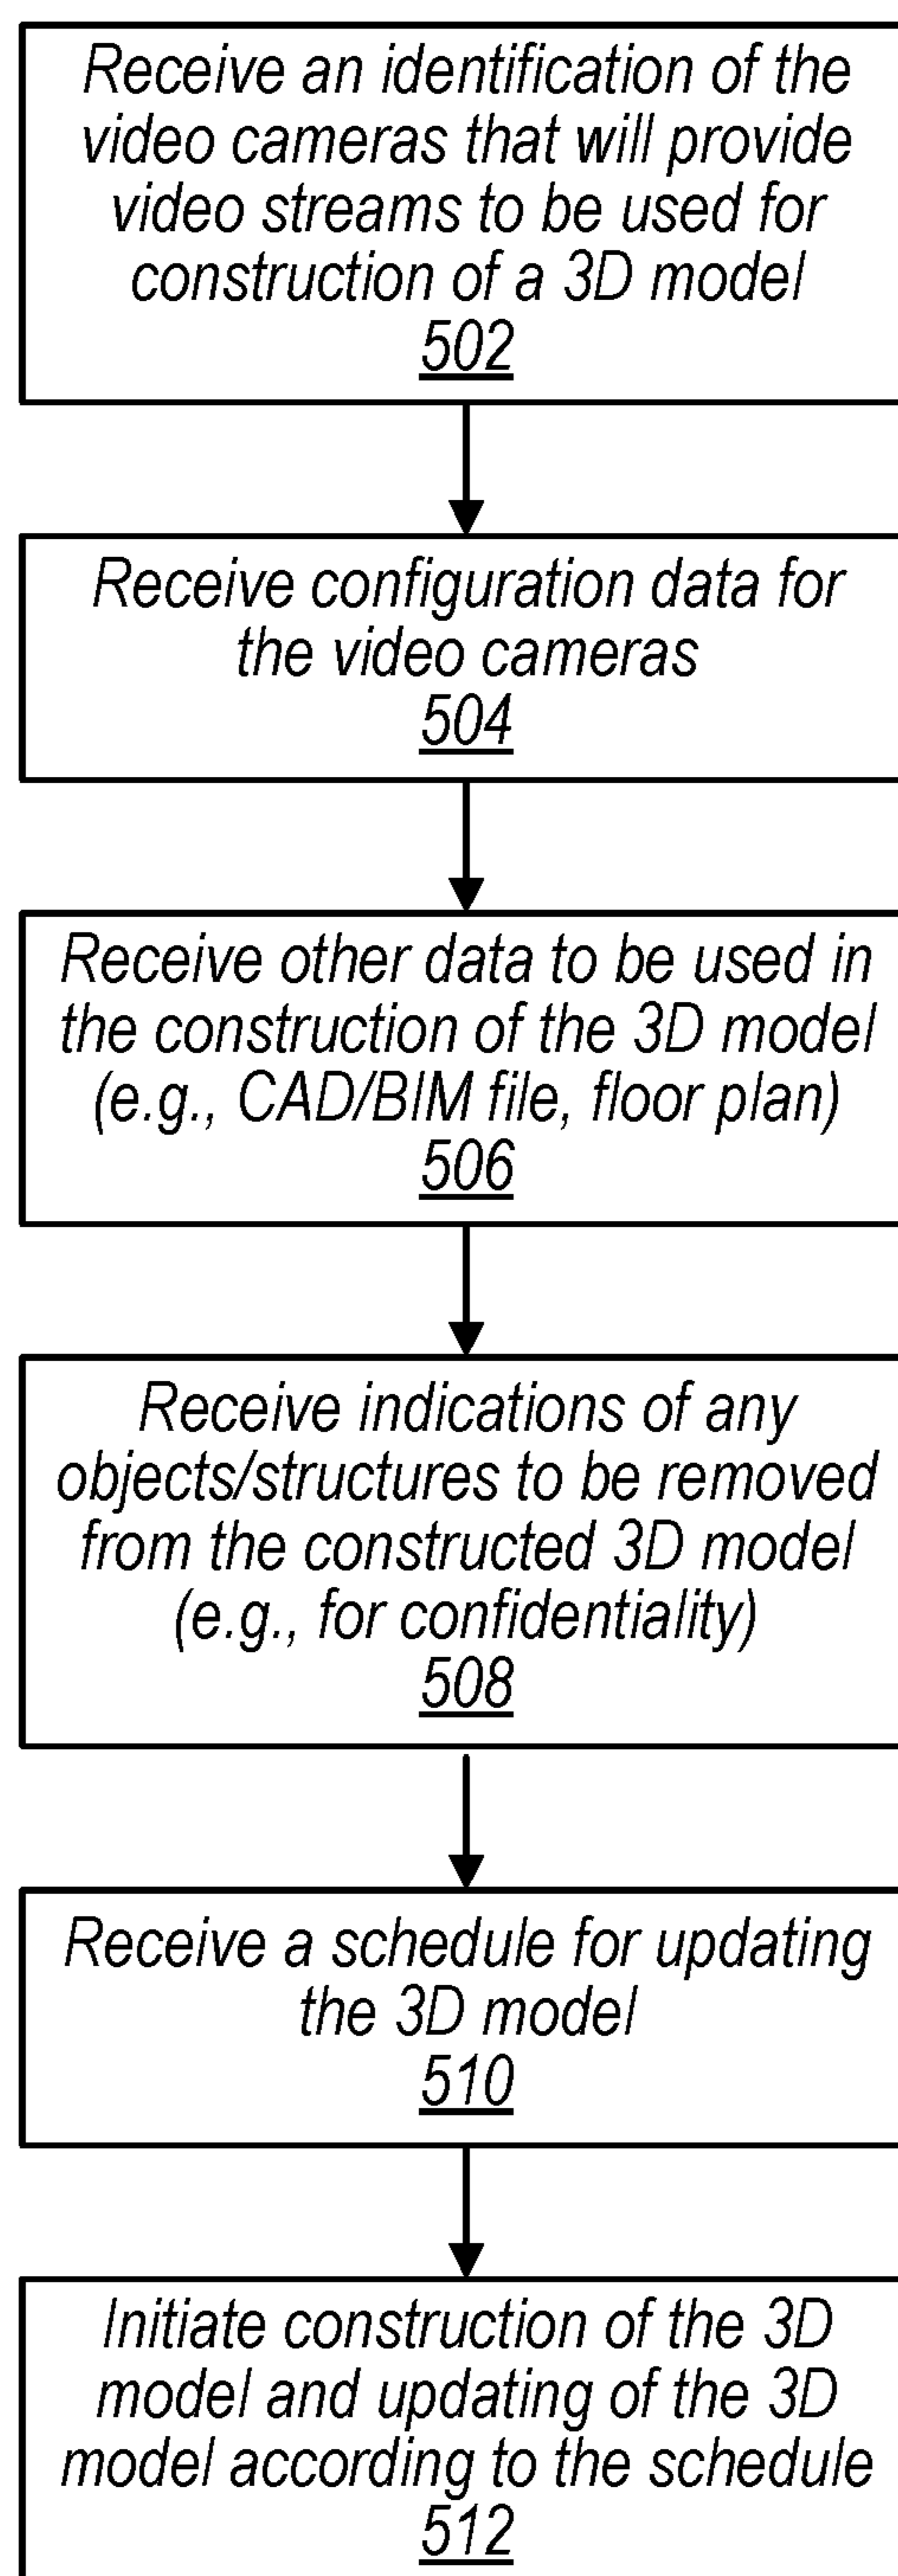 Receive an identification of the
video cameras that will provide
video streams to be used for
construction of a 3D model
502
Receive configuration data for
the video cameras
504
Receive other data to be used in
the construction of the 3D model
(e.g., CAD/BIM file, floor plan)
506
Receive indications of any
objects/structures to be removed
from the constructed 3D model
(e.g., for confidentiality)
508
Receive a schedule for updating
the 3D model
510
Initiate construction of the 3D
model and updating of the 3D
model according to the schedule
512